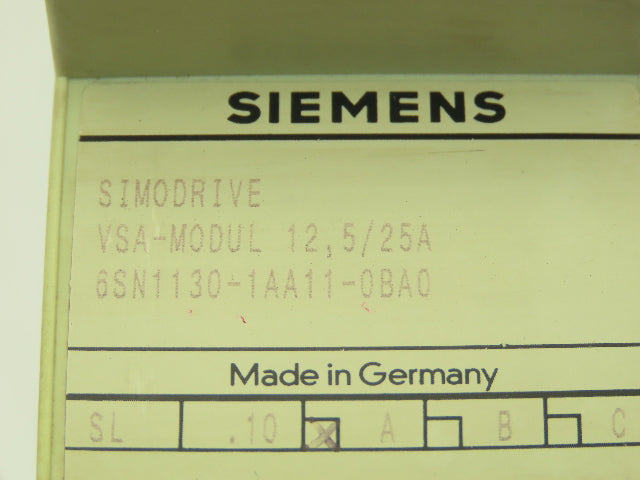 SIEMENS
SIMODRIVE
VSA-MODUL 12,5/25A
6SN1130-1AA11-0BA0
Made in Germany
SL .10 X A B C